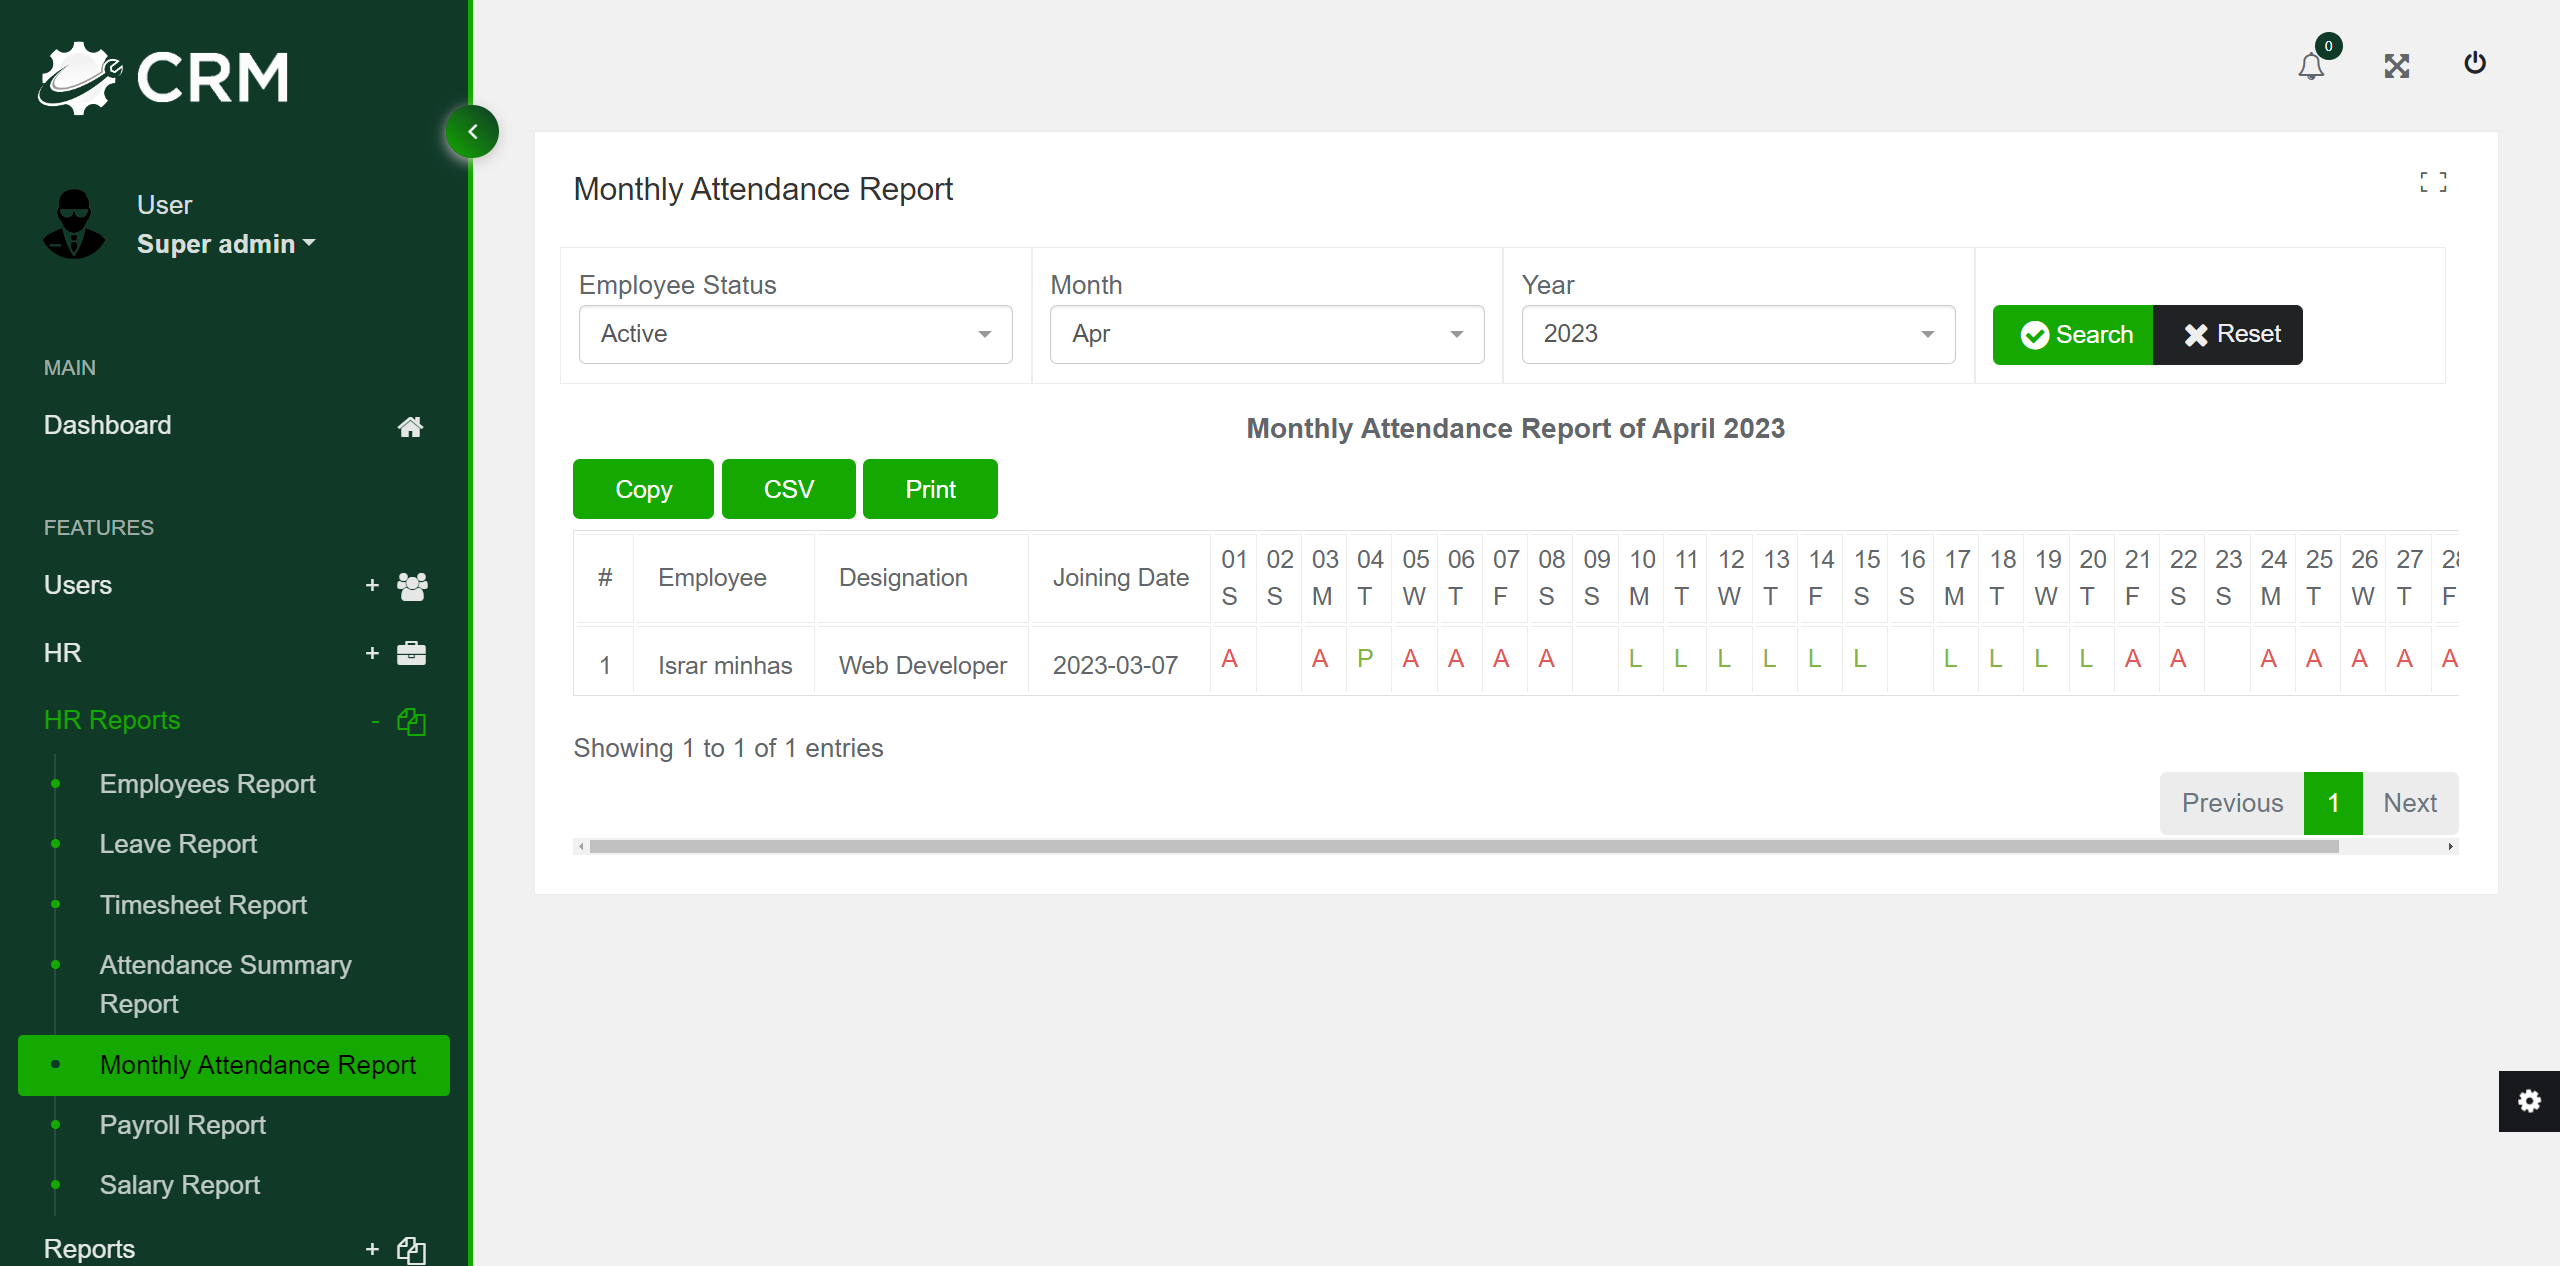 CRM
0
User
Super admin
MAIN
Dashboard
FEATURES
Users +
HR +
HR Reports -
Employees Report
Leave Report
Timesheet Report
Attendance Summary
Report
Monthly Attendance Report
Payroll Report
Salary Report
Reports +
Monthly Attendance Report
Employee Status Month Year
Active Apr 2023 Search Reset
Monthly Attendance Report of April 2023
Copy CSV Print
# Employee Designation Joining Date 01 02 03 04 05 06 07 08 09 10 11 12 13 14 15 16 17 18 19 20 21 22 23 24 25 26 27
S S M T W T F S S M T W T F S S M T W T F S S M T W T F
1 Israr minhas Web Developer 2023-03-07 A A P A A A A L L L L L L L L L L A A A A A A A
Showing 1 to 1 of 1 entries
Previous 1 Next